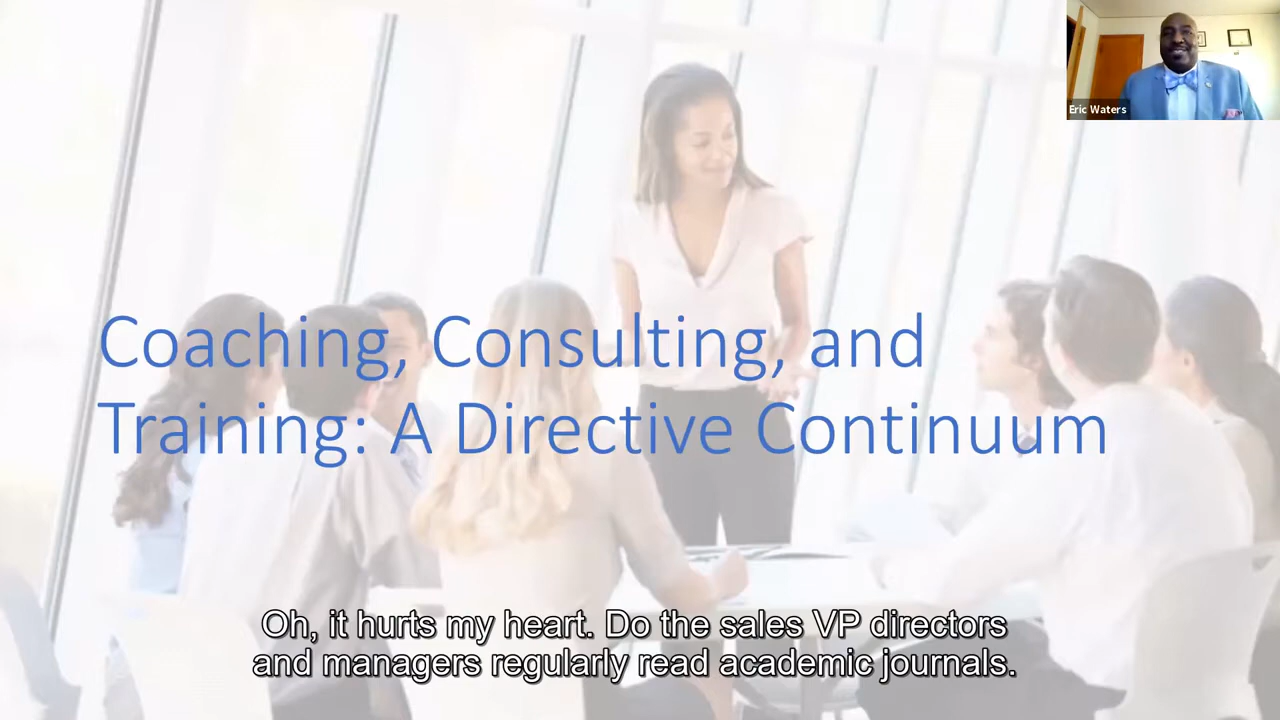 Eric Waters
Coaching, Consulting, and
Training: A Directive Continuum
Oh, it hurts my heart. Do the sales VP directors
and managers regularly read academic journals.